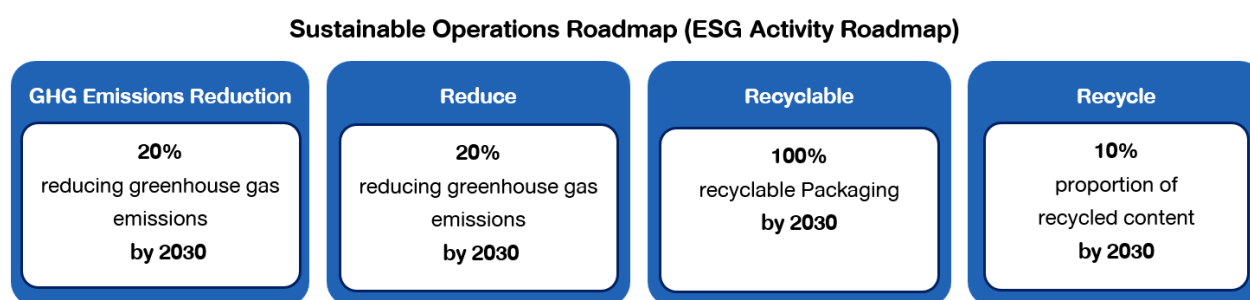 Sustainable Operations Roadmap (ESG Activity Roadmap)
GHG Emissions Reduction
20%
reducing greenhouse gas
emissions
by 2030
Reduce
20%
reducing greenhouse gas
emissions
by 2030
Recyclable
100%
recyclable Packaging
by 2030
Recycle
10%
proportion of
recycled content
by 2030